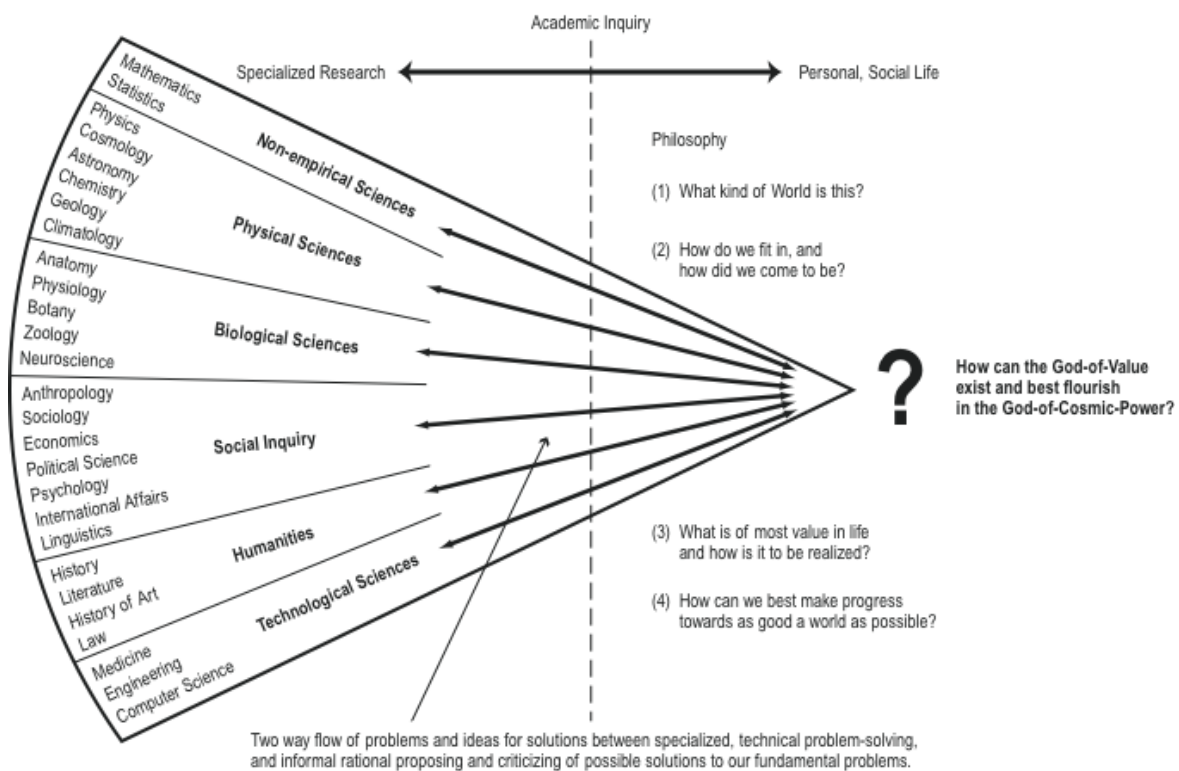 Academic Inquiry
Specialized Research
Personal, Social Life
Mathematics
Statistics
Non-empirical Sciences
Physics
Cosmology
Astronomy
Chemistry
Geology
Climatology
Physical Sciences
Anatomy
Physiology
Botany
Zoology
Neuroscience
Biological Sciences
Anthropology
Sociology
Economics
Political Science
Psychology
International Affairs
Linguistics
Social Inquiry
History
Literature
History of Art
Law
Humanities
Medicine
Engineering
Computer Science
Technological Sciences
Philosophy
(1) What kind of World is this?
(2) How do we fit in, and
how did we come to be?
?
How can the God-of-Value
exist and best flourish
in the God-of-Cosmic-Power?
(3) What is of most value in life
and how is it to be realized?
(4) How can we best make progress
towards as good a world as possible?
Two way flow of problems and ideas for solutions between specialized, technical problem-solving,
and informal rational proposing and criticizing of possible solutions to our fundamental problems.